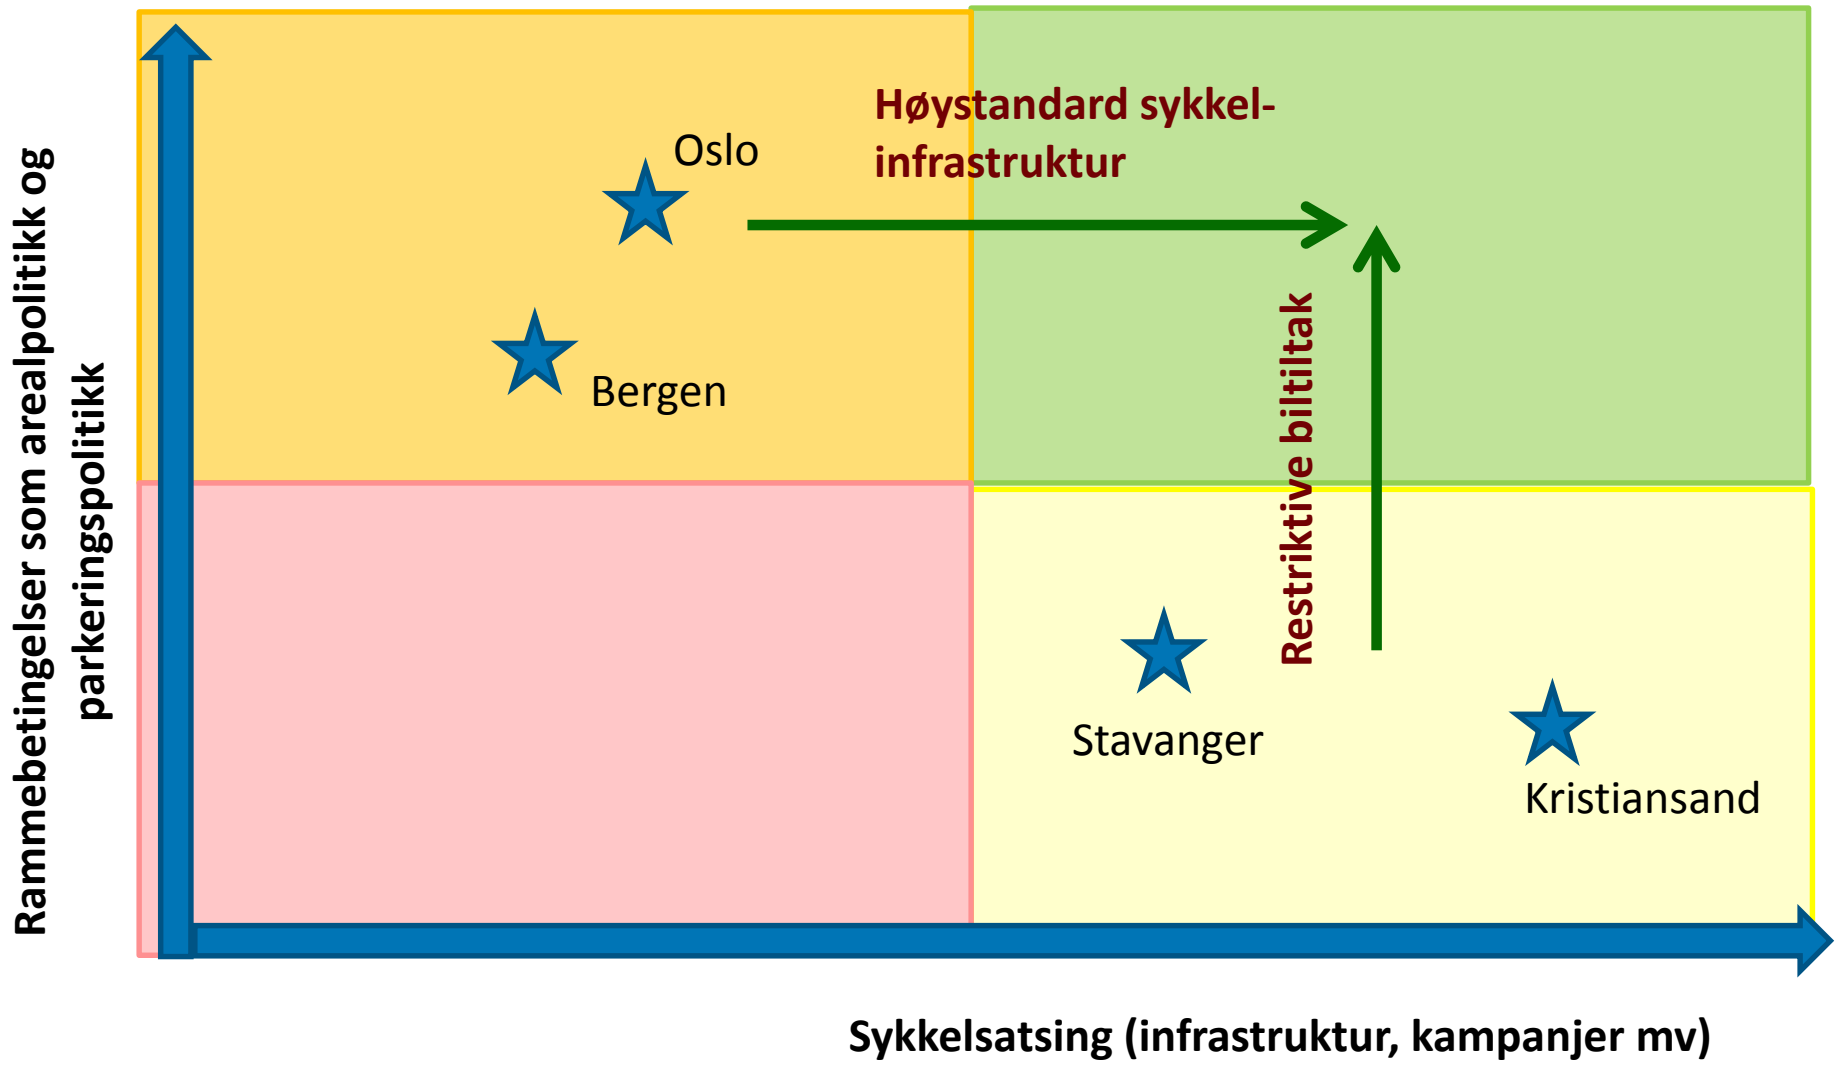 Rammebetingelser som arealpolitikk og
parkeringspolitikk
Høystandard sykkel-
infrastruktur
Oslo
Bergen
Restriktive biltiltak
Stavanger
Kristiansand
Sykkelsatsing (infrastruktur, kampanjer mv)